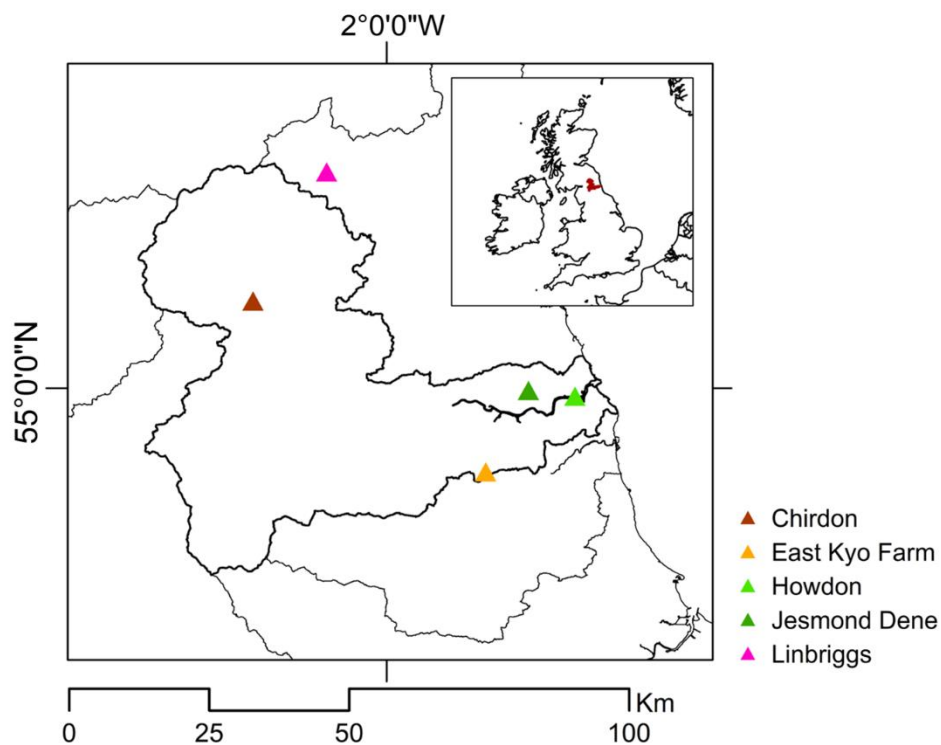 2°0'0"W
55°0'0"N
Chirdon
East Kyo Farm
Howdon
Jesmond Dene
Linbriggs
Km
0 25 50 100